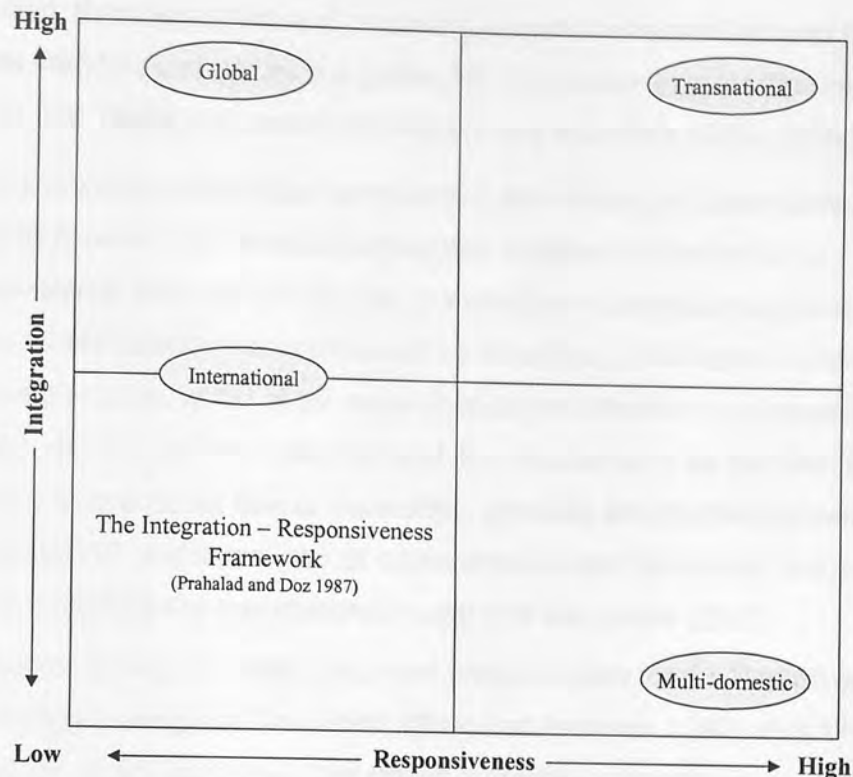 High
Global
Transnational
Integration
International
The Integration – Responsiveness
Framework
(Prahalad and Doz 1987)
Multi-domestic
Low
Responsiveness
High